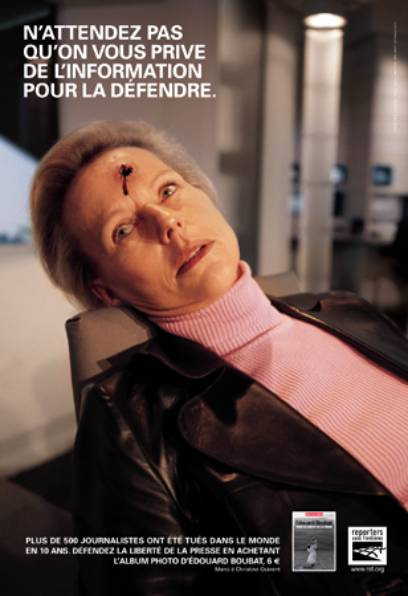 N'ATTENDEZ PAS
QU'ON VOUS PRIVE
DE L'INFORMATION
POUR LA DÉFENDRE.
PLUS DE 500 JOURNALISTES ONT ÉTÉ TUÉS DANS LE MONDE
EN 10 ANS. DÉFENDEZ LA LIBERTÉ DE LA PRESSE EN ACHETANT
L'ALBUM PHOTO D'ÉDOUARD BOUBAT, 6 €
Merci à Christine Ockrent
Edouard Boubat
reporters
sans frontières
www.rsf.org